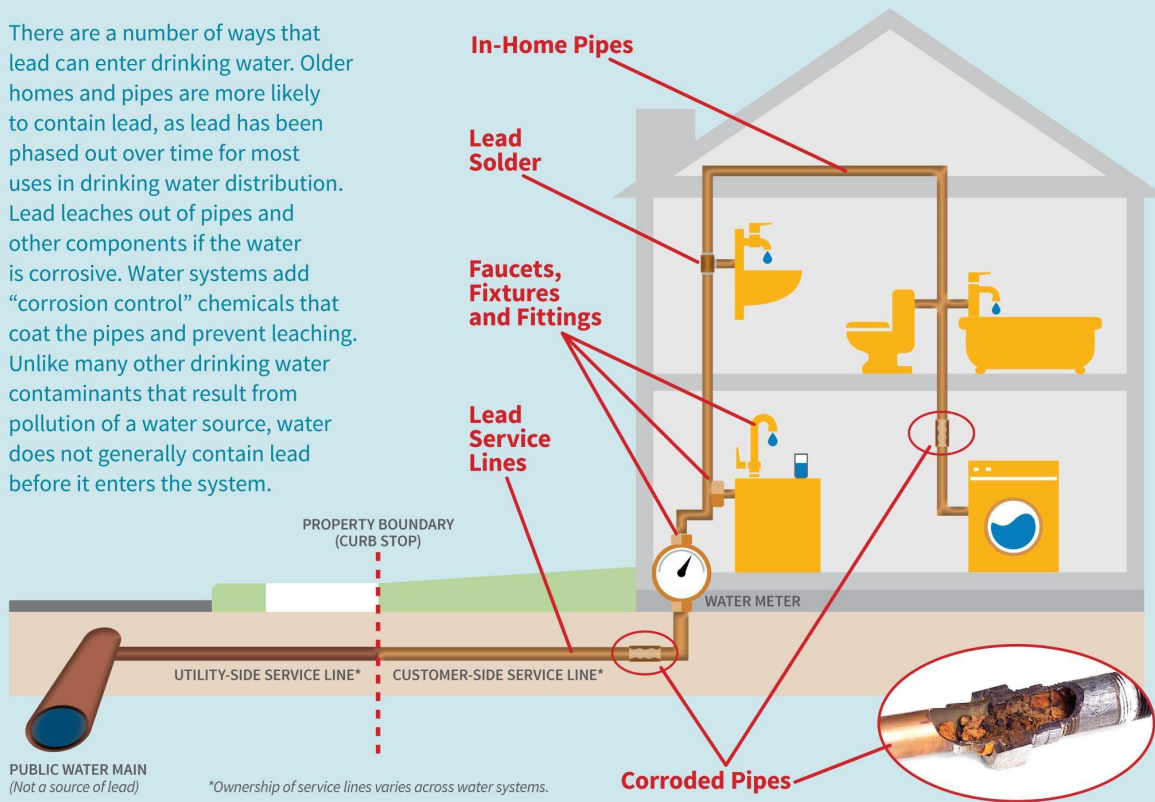 There are a number of ways that
lead can enter drinking water. Older
homes and pipes are more likely
to contain lead, as lead has been
phased out over time for most
uses in drinking water distribution.
Lead leaches out of pipes and
other components if the water
is corrosive. Water systems add
“corrosion control” chemicals that
coat the pipes and prevent leaching.
Unlike many other drinking water
contaminants that result from
pollution of a water source, water
does not generally contain lead
before it enters the system.
In-Home Pipes
Lead
Solder
Faucets,
Fixtures
and Fittings
Lead
Service
Lines
PROPERTY BOUNDARY
(CURB STOP)
WATER METER
UTILITY-SIDE SERVICE LINE*
CUSTOMER-SIDE SERVICE LINE*
PUBLIC WATER MAIN
(Not a source of lead)
*Ownership of service lines varies across water systems.
Corroded Pipes